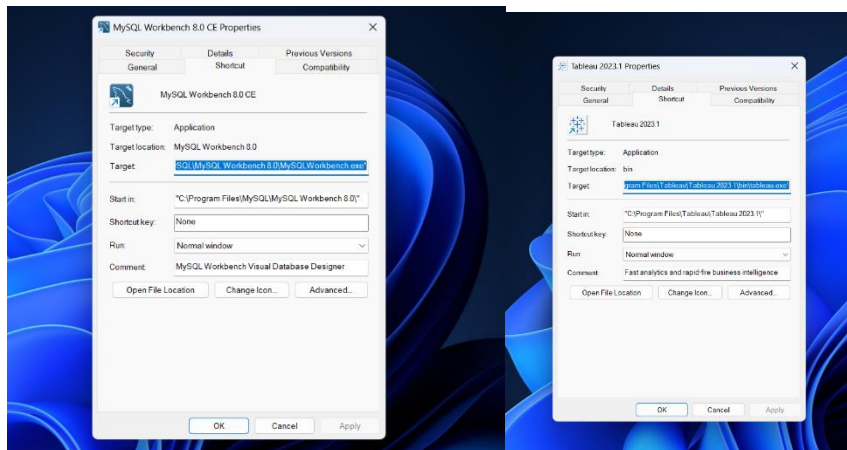 MySQL Workbench 8.0 CE Properties
Security Details Previous Versions
General Shortcut Compatibility
MySQL Workbench 8.0 CE
Target type: Application
Target location: MySQL Workbench 8.0
Target: SQL\MySQL Workbench 8.0\MySQLWorkbench.exe"
Start in: "C:\Program Files\MySQL\MySQL Workbench 8.0\"
Shortcut key: None
Run: Normal window
Comment: MySQL Workbench Visual Database Designer
Open File Location Change Icon... Advanced...
OK Cancel Apply
Tableau 2023.1 Properties
Security Details Previous Versions
General Shortcut Compatibility
Tableau 2023.1
Target type: Application
Target location: bin
Target: gram Files\Tableau\Tableau 2023.1\bin\tableau.exe"
Start in: "C:\Program Files\Tableau\Tableau 2023.1\"
Shortcut key: None
Run: Normal window
Comment: Fast analytics and rapid-fire business intelligence
Open File Location Change Icon... Advanced...
OK Cancel Apply